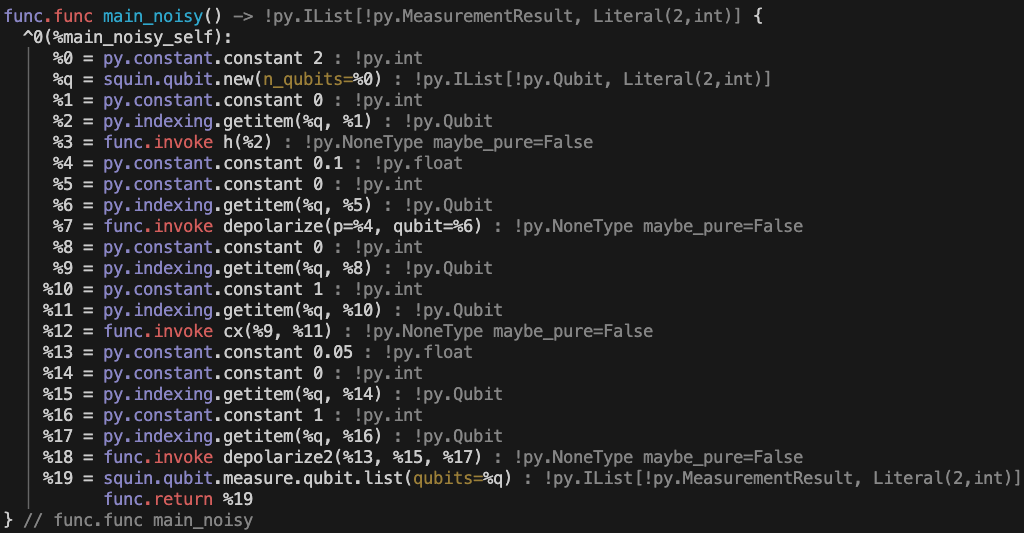 func.func main_noisy() -> !py.IList[!py.MeasurementResult, Literal(2,int)] {
^0(%main_noisy_self):
%0 = py.constant.constant 2 : !py.int
%q = squin.qubit.new(n_qubits=%0) : !py.IList[!py.Qubit, Literal(2,int)]
%1 = py.constant.constant 0 : !py.int
%2 = py.indexing.getitem(%q, %1) : !py.Qubit
%3 = func.invoke h(%2) : !py.NoneType maybe_pure=False
%4 = py.constant.constant 0.1 : !py.float
%5 = py.constant.constant 0 : !py.int
%6 = py.indexing.getitem(%q, %5) : !py.Qubit
%7 = func.invoke depolarize(p=%4, qubit=%6) : !py.NoneType maybe_pure=False
%8 = py.constant.constant 0 : !py.int
%9 = py.indexing.getitem(%q, %8) : !py.Qubit
%10 = py.constant.constant 1 : !py.int
%11 = py.indexing.getitem(%q, %10) : !py.Qubit
%12 = func.invoke cx(%9, %11) : !py.NoneType maybe_pure=False
%13 = py.constant.constant 0.05 : !py.float
%14 = py.constant.constant 0 : !py.int
%15 = py.indexing.getitem(%q, %14) : !py.Qubit
%16 = py.constant.constant 1 : !py.int
%17 = py.indexing.getitem(%q, %16) : !py.Qubit
%18 = func.invoke depolarize2(%13, %15, %17) : !py.NoneType maybe_pure=False
%19 = squin.qubit.measure.qubit.list(qubits=%q) : !py.IList[!py.MeasurementResult, Literal(2,int)]
func.return %19
} // func.func main_noisy